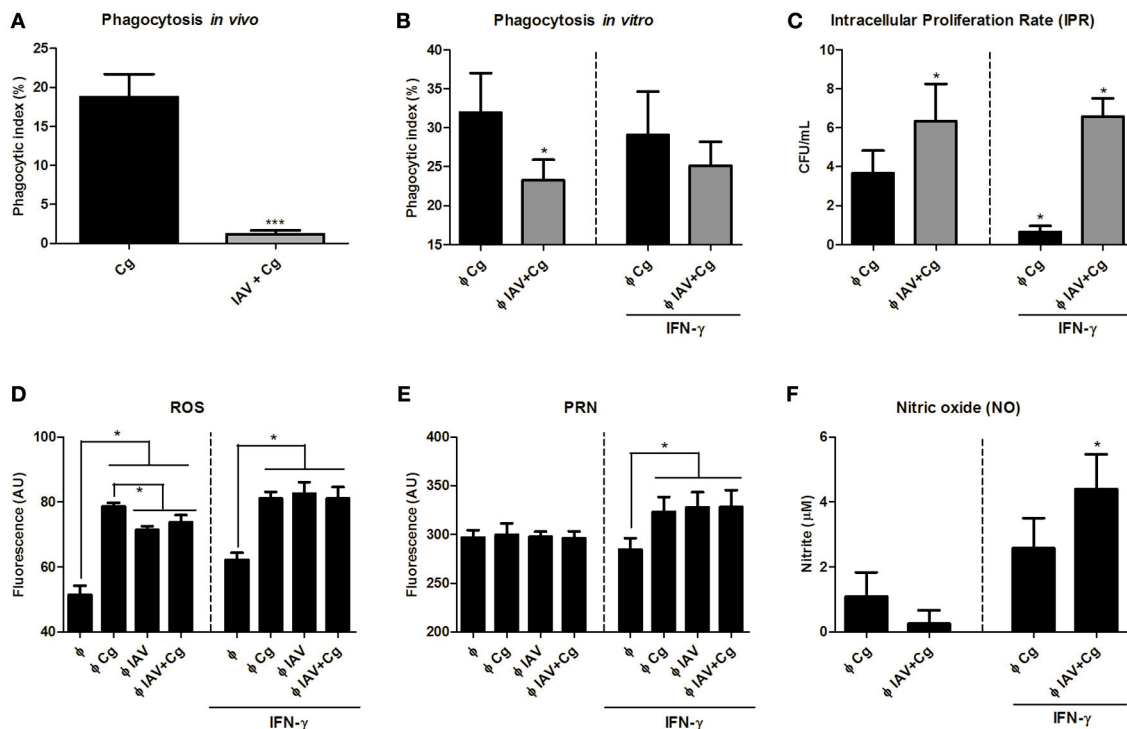 A
Phagocytosis in vivo
Phagocytic index (%)
25
20
15
10
5
0
***
Cg
IAV + Cg
B
Phagocytosis in vitro
Phagocytic index (%)
40
35
30
25
20
15
*
ϕ Cg
ϕ IAV+Cg
ϕ Cg
ϕ IAV+Cg
IFN-γ
C
Intracellular Proliferation Rate (IPR)
CFU/mL
10
8
6
4
2
0
*
*
*
ϕ Cg
ϕ IAV+Cg
ϕ Cg
ϕ IAV+Cg
IFN-γ
D
ROS
Fluorescence (AU)
100
80
60
40
*
*
*
ϕ
ϕ Cg
ϕ IAV
ϕ IAV+Cg
ϕ
ϕ Cg
ϕ IAV
ϕ IAV+Cg
IFN-γ
E
PRN
Fluorescence (AU)
400
350
300
250
200
*
ϕ
ϕ Cg
ϕ IAV
ϕ IAV+Cg
ϕ
ϕ Cg
ϕ IAV
ϕ IAV+Cg
IFN-γ
F
Nitric oxide (NO)
Nitrite (μM)
6
4
2
0
*
ϕ Cg
ϕ IAV+Cg
ϕ Cg
ϕ IAV+Cg
IFN-γ